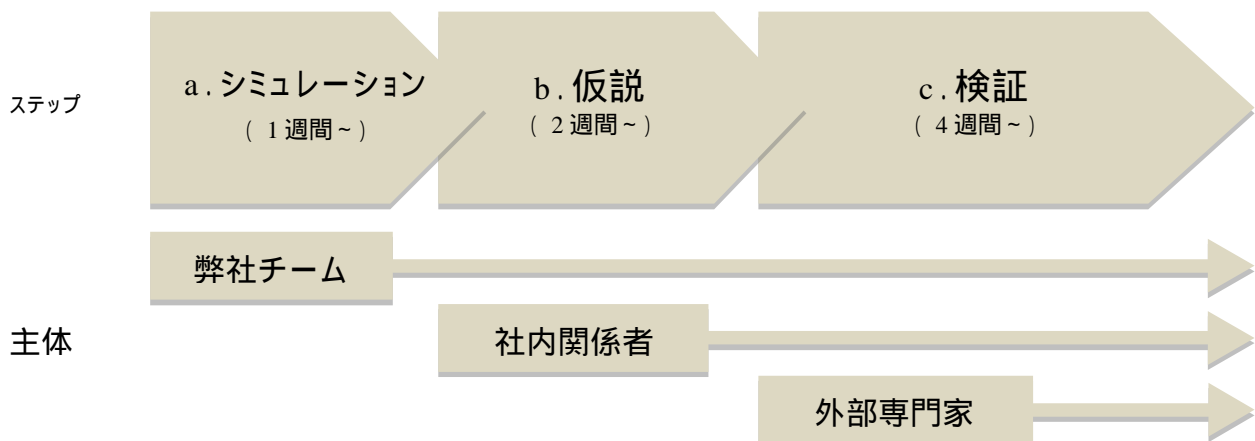 ステップ
a . シミュレーション
( 1 週間 ~ )
b . 仮説
( 2 週間 ~ )
c . 検証
( 4 週間 ~ )
主体
弊社チーム
社内関係者
外部専門家